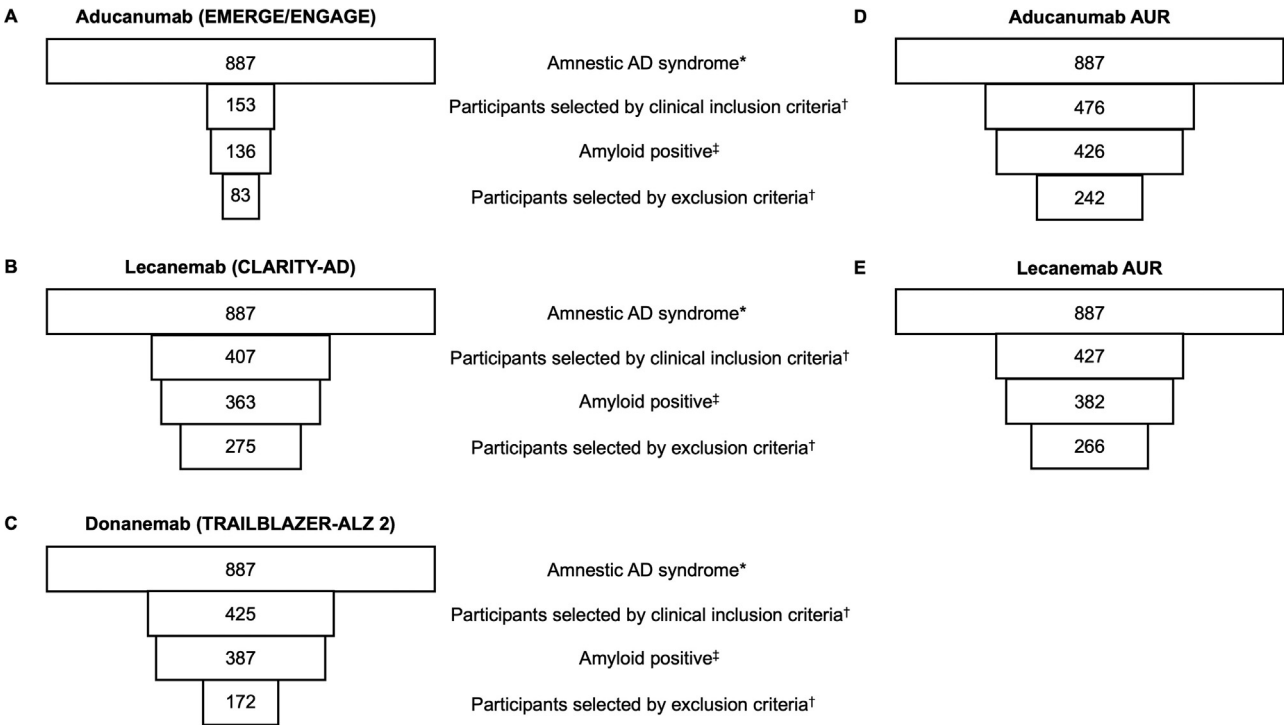 A Aducanumab (EMERGE/ENGAGE)
887 Amnestic AD syndrome*
153 Participants selected by clinical inclusion criteria†
136 Amyloid positive‡
83 Participants selected by exclusion criteria†
D Aducanumab AUR
887
476
426
242
B Lecanemab (CLARITY-AD)
887 Amnestic AD syndrome*
407 Participants selected by clinical inclusion criteria†
363 Amyloid positive‡
275 Participants selected by exclusion criteria†
E Lecanemab AUR
887
427
382
266
C Donanemab (TRAILBLAZER-ALZ 2)
887 Amnestic AD syndrome*
425 Participants selected by clinical inclusion criteria†
387 Amyloid positive‡
172 Participants selected by exclusion criteria†